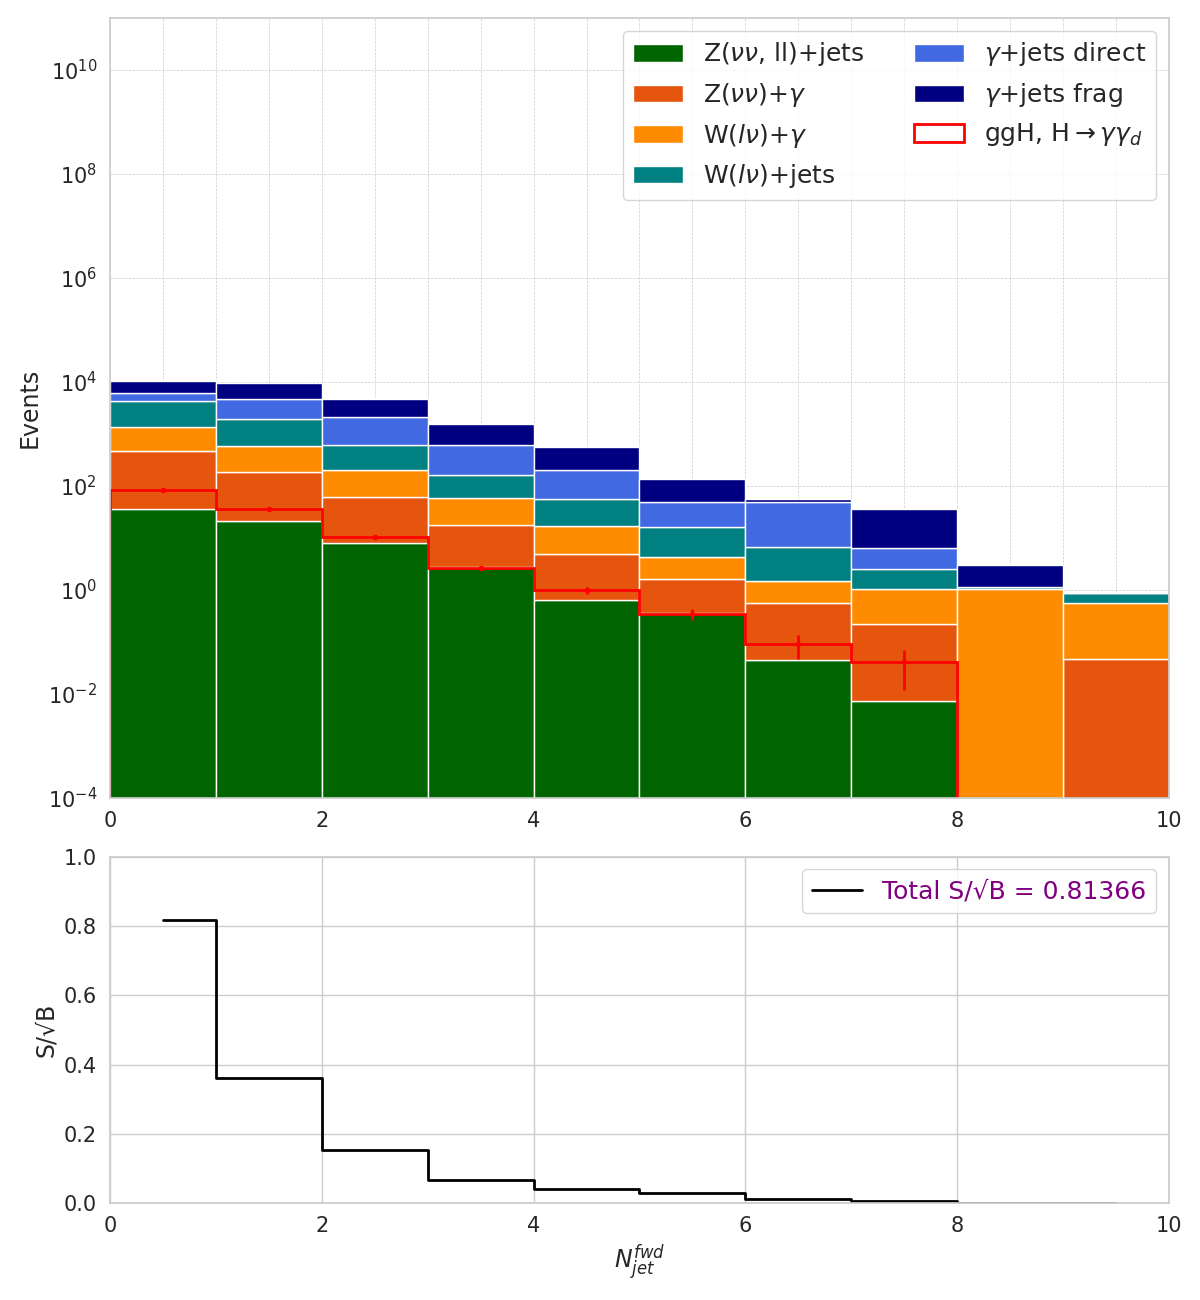 Z(νν, ll)+jets
Z(νν)+γ
W(lν)+γ
W(lν)+jets
γ+jets direct
γ+jets frag
ggH, H→γγ_d
Events
10^10
10^8
10^6
10^4
10^2
10^0
10^−2
10^−4
0 2 4 6 8 10
Total S/√B = 0.81366
S/√B
1.0
0.8
0.6
0.4
0.2
0.0
0 2 4 6 8 10
N_jet^fwd